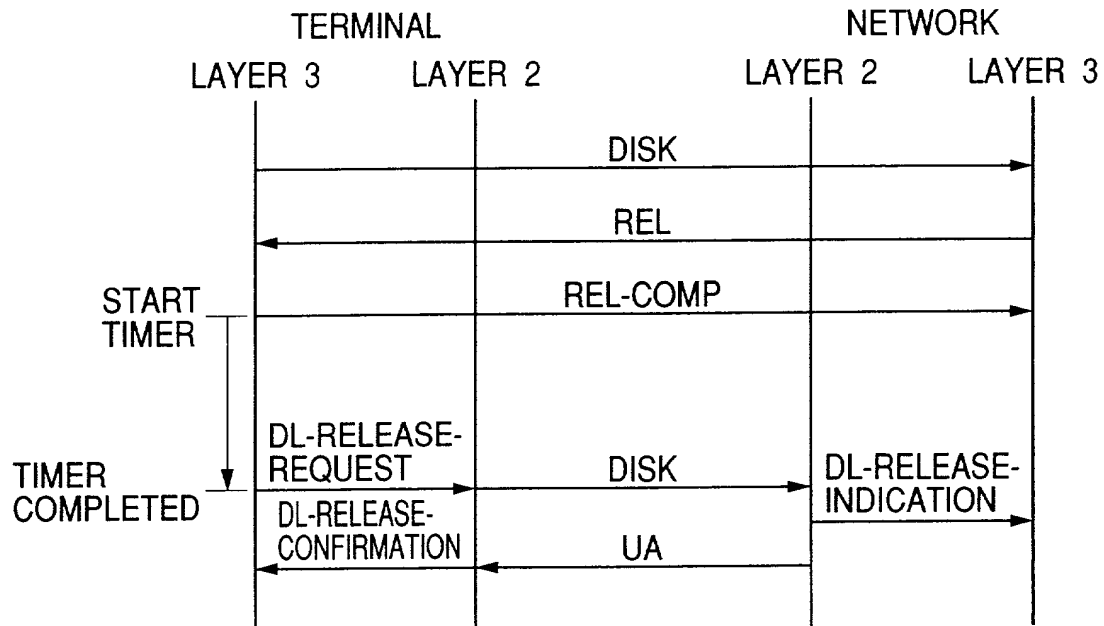 TERMINAL NETWORK
LAYER 3 LAYER 2 LAYER 2 LAYER 3
DISK
REL
START
TIMER
REL-COMP
DL-RELEASE-
REQUEST
TIMER
COMPLETED
DISK
DL-RELEASE-
INDICATION
DL-RELEASE-
CONFIRMATION
UA